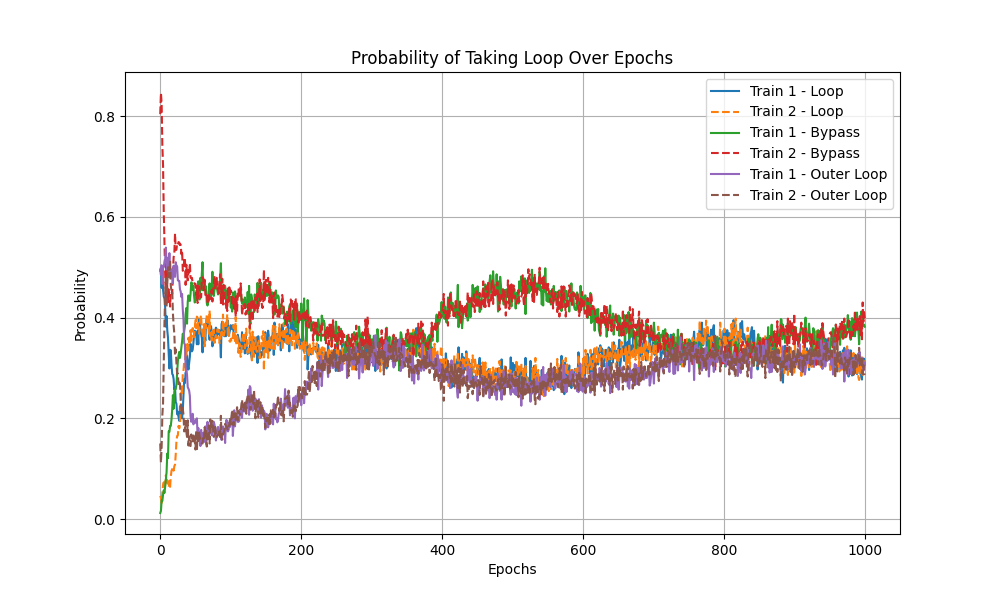 Probability of Taking Loop Over Epochs
Train 1 - Loop
Train 2 - Loop
Train 1 - Bypass
Train 2 - Bypass
Train 1 - Outer Loop
Train 2 - Outer Loop
0.8
0.6
0.4
0.2
0.0
Probability
0 200 400 600 800 1000
Epochs